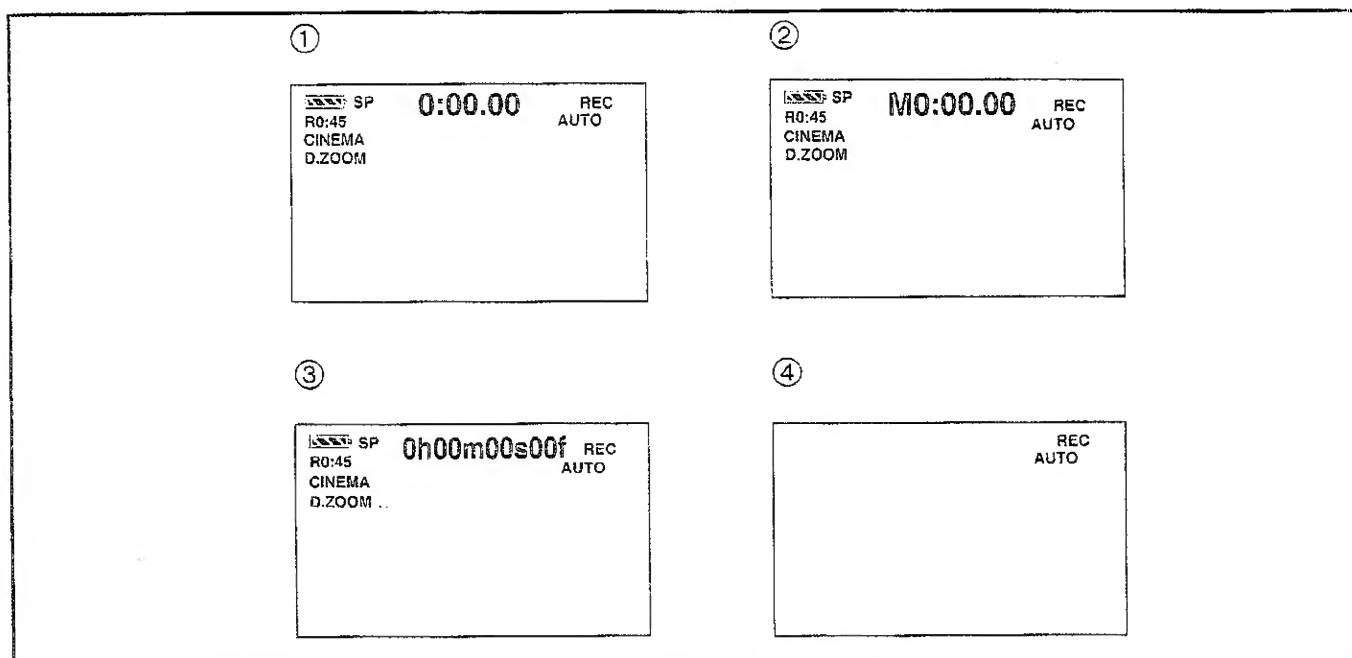 ①
SP 0:00.00 REC
R0:45 AUTO
CINEMA
D.ZOOM
②
SP M0:00.00 REC
R0:45 AUTO
CINEMA
D.ZOOM
③
SP 0h00m00s00f REC
R0:45 AUTO
CINEMA
D.ZOOM
④
REC
AUTO